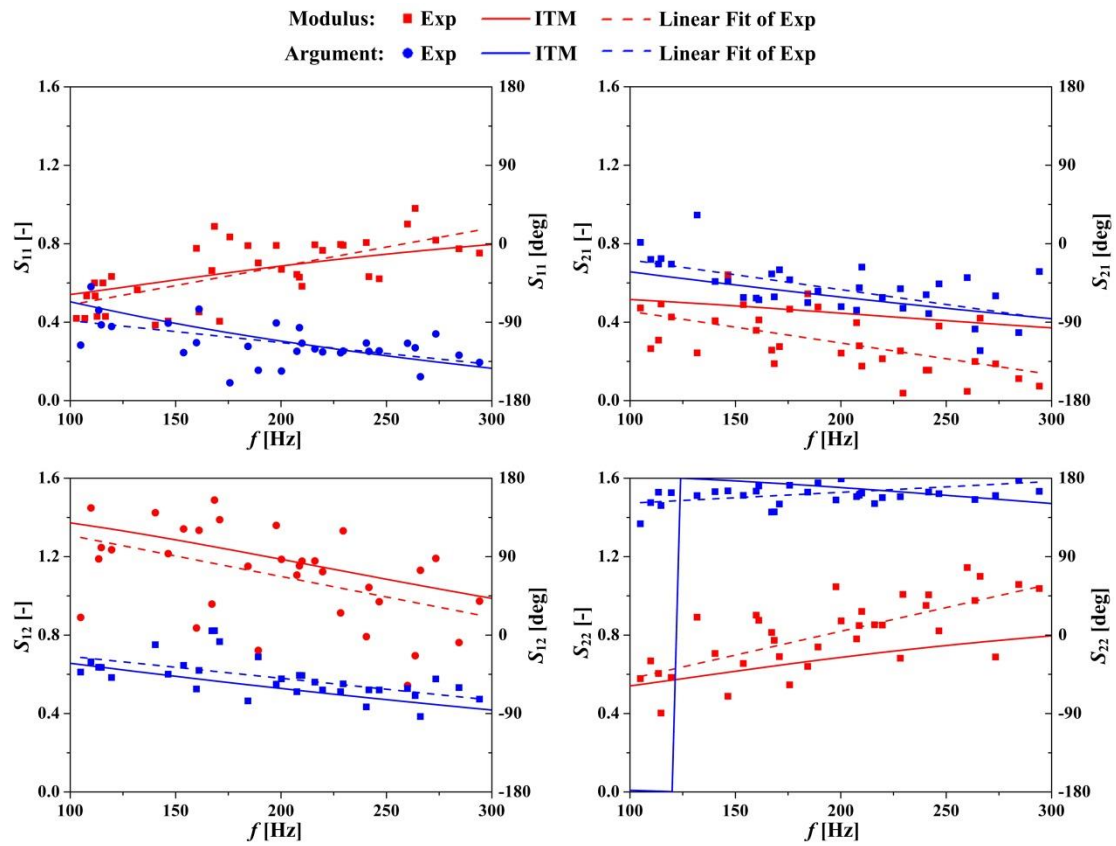 Modulus: Exp ITM Linear Fit of Exp
Argument: Exp ITM Linear Fit of Exp
1.6 180 1.6 180
1.2 90 1.2 90
0.8 0 0.8 0
0.4 -90 0.4 -90
0.0 -180 0.0 -180
S11 [-] S11 [deg] S21 [-] S21 [deg]
100 150 200 250 300 100 150 200 250 300
f [Hz] f [Hz]
1.6 180 1.6 180
1.2 90 1.2 90
0.8 0 0.8 0
0.4 -90 0.4 -90
0.0 -180 0.0 -180
S12 [-] S12 [deg] S22 [-] S22 [deg]
100 150 200 250 300 100 150 200 250 300
f [Hz] f [Hz]